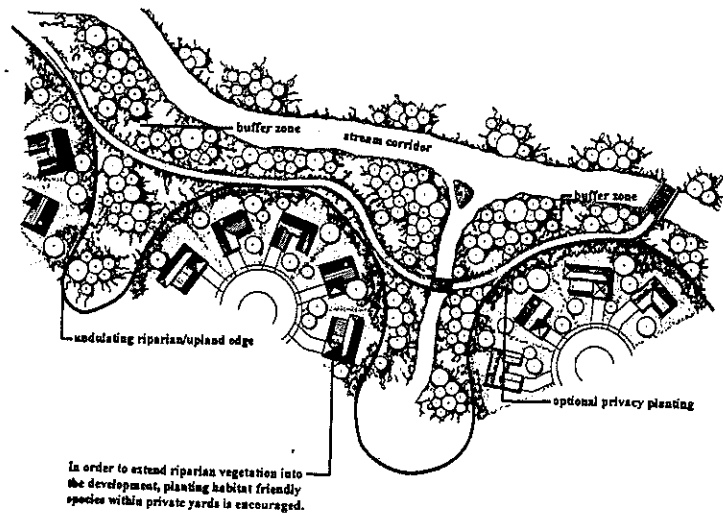 buffer zone
stream corridor
buffer zone
undulating riparian/upland edge
optional privacy planting
In order to extend riparian vegetation into
the development, planting habitat friendly
species within private yards is encouraged.